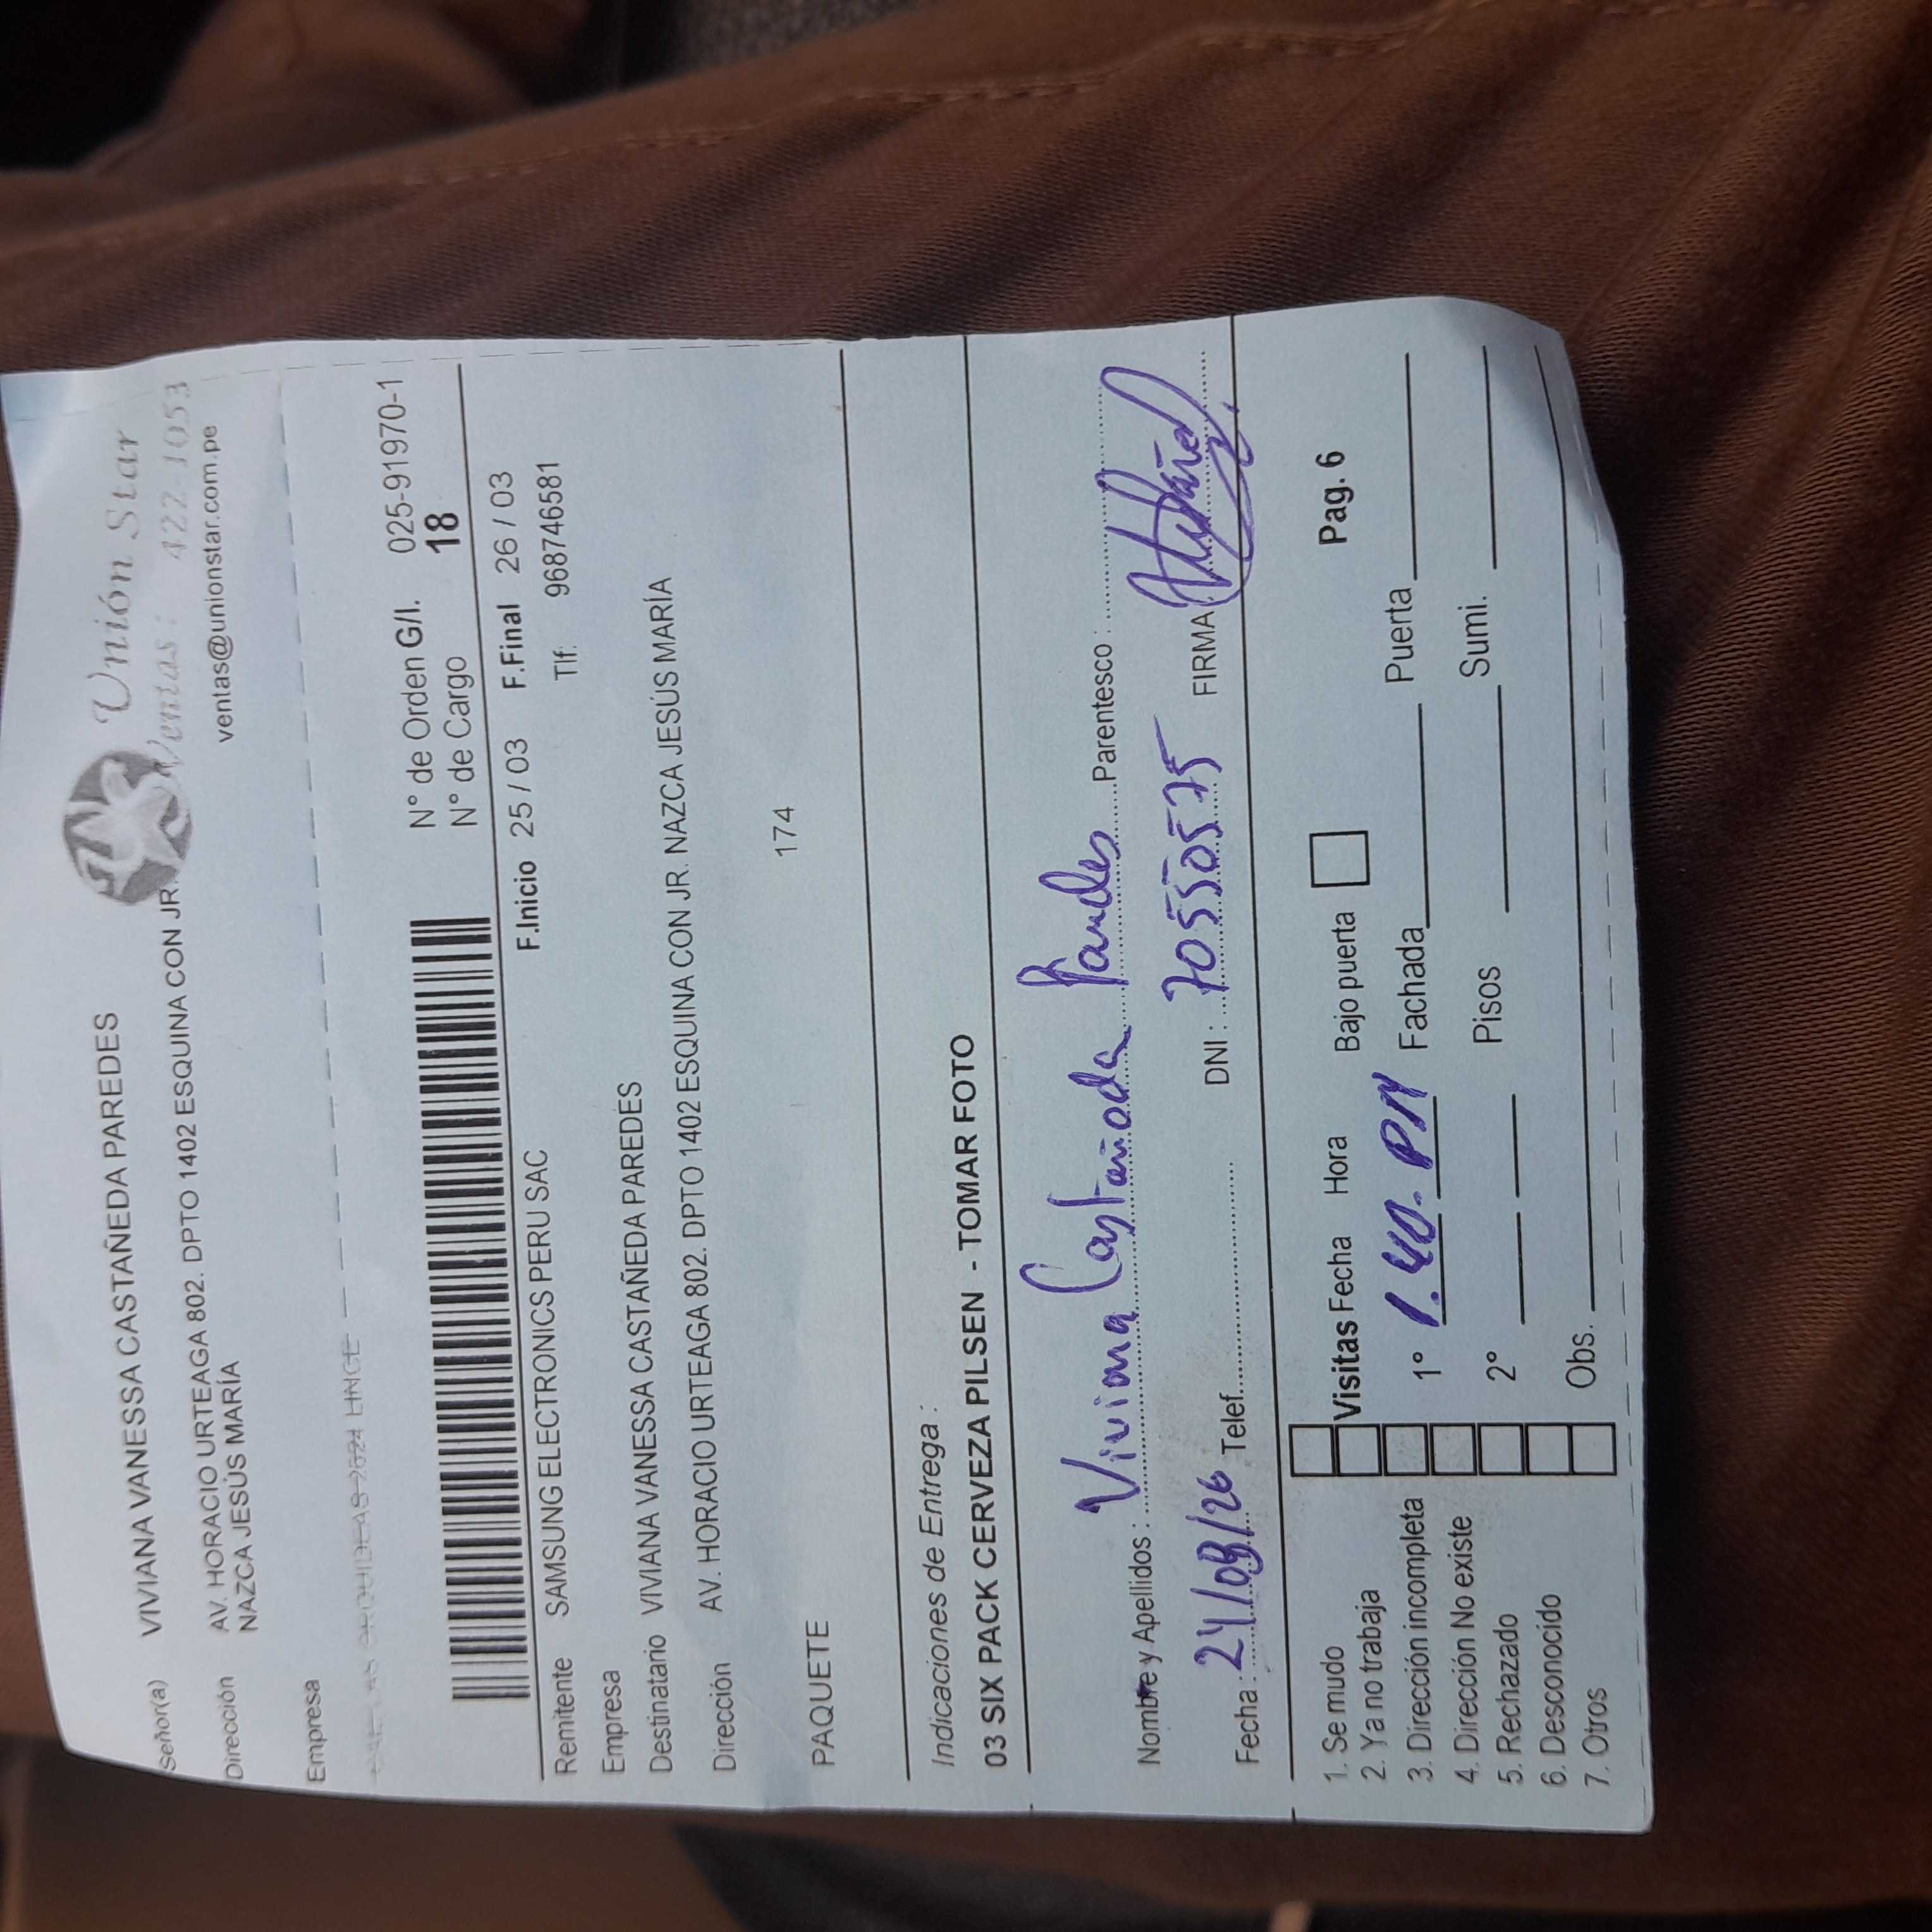 Unión Star
Ventas: 422-1053
ventas@unionstar.com.pe
Señor(a) VIVIANA VANESSA CASTAÑEDA PAREDES
Dirección AV. HORACIO URTEAGA 802. DPTO 1402 ESQUINA CON JR.
NAZCA JESÚS MARÍA
Empresa
N° de Orden G/I. 025-91970-1
N° de Cargo 18
F.Inicio 25 / 03 F.Final 26 / 03
Remitente SAMSUNG ELECTRONICS PERU SAC Tlf: 968746581
Empresa
Destinatario VIVIANA VANESSA CASTAÑEDA PAREDES
Dirección AV. HORACIO URTEAGA 802. DPTO 1402 ESQUINA CON JR. NAZCA JESÚS MARÍA
174
PAQUETE
Indicaciones de Entrega :
03 SIX PACK CERVEZA PILSEN - TOMAR FOTO
Nombre y Apellidos : Viviana Castañeda Paredes Parentesco :
Fecha : 24/03/26 Telef. DNI : 70550575 FIRMA
1. Se mudo Visitas Fecha Hora Bajo puerta Pag. 6
2. Ya no trabaja
3. Dirección incompleta 1° 1.40. PM Fachada Puerta
4. Dirección No existe
5. Rechazado 2° Pisos Sumi.
6. Desconocido
7. Otros Obs.